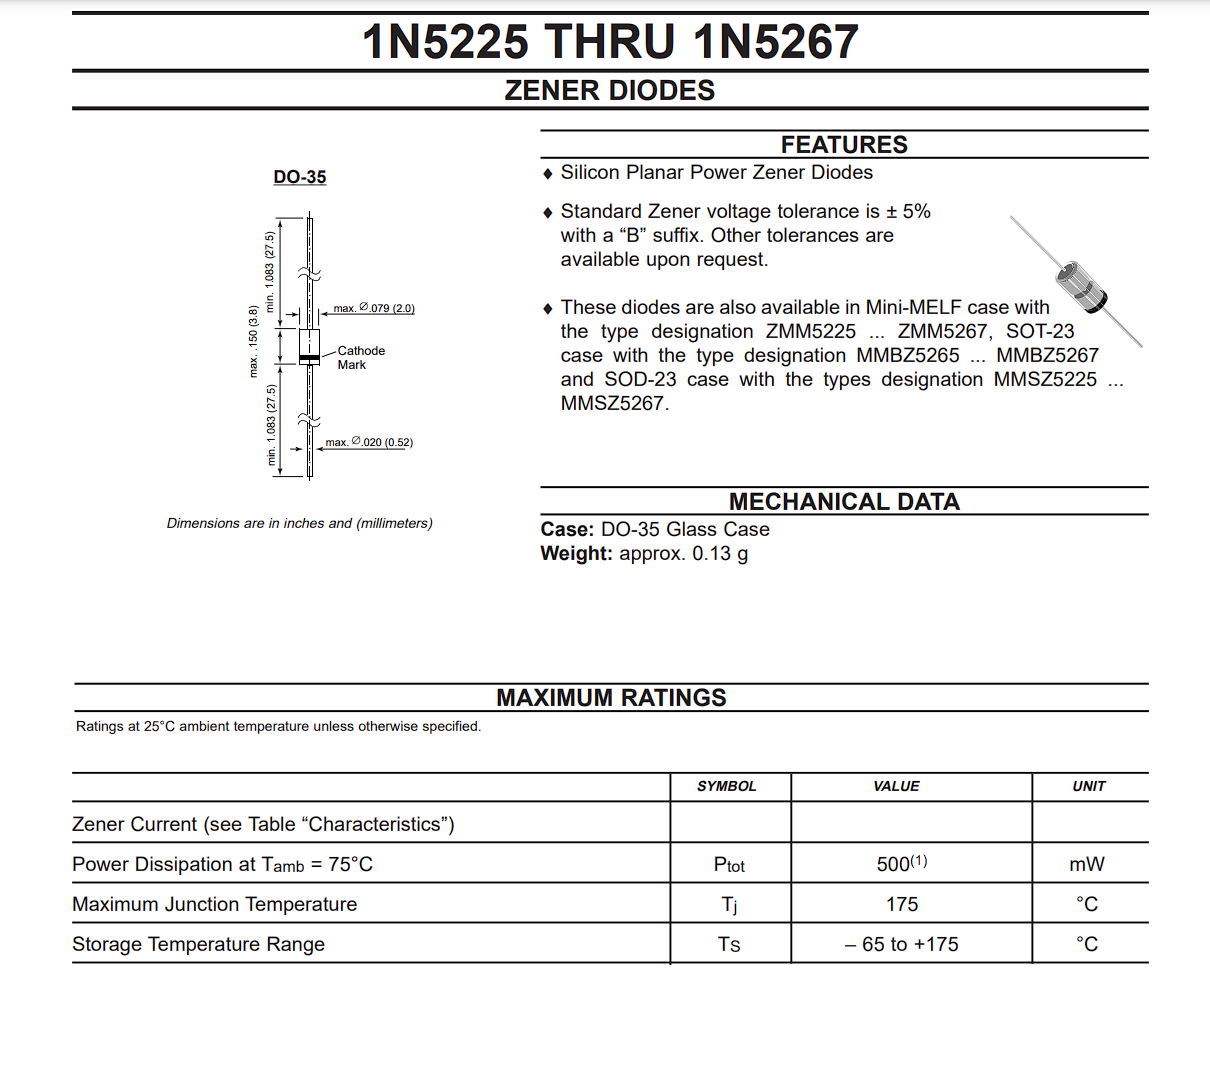 1N5225 THRU 1N5267
ZENER DIODES
DO-35
min. 1.083 (27.5)
max. .150 (3.8)
min. 1.083 (27.5)
max. ∅.079 (2.0)
Cathode
Mark
max. ∅.020 (0.52)
Dimensions are in inches and (millimeters)
FEATURES
♦ Silicon Planar Power Zener Diodes
♦ Standard Zener voltage tolerance is ± 5%
with a “B” suffix. Other tolerances are
available upon request.
♦ These diodes are also available in Mini-MELF case with
the type designation ZMM5225 ... ZMM5267, SOT-23
case with the type designation MMBZ5265 ... MMBZ5267
and SOD-23 case with the types designation MMSZ5225 ...
MMSZ5267.
MECHANICAL DATA
Case: DO-35 Glass Case
Weight: approx. 0.13 g
MAXIMUM RATINGS
Ratings at 25°C ambient temperature unless otherwise specified.
SYMBOL VALUE UNIT
Zener Current (see Table “Characteristics”)
Power Dissipation at Tamb = 75°C Ptot 500(1) mW
Maximum Junction Temperature Tj 175 °C
Storage Temperature Range TS – 65 to +175 °C